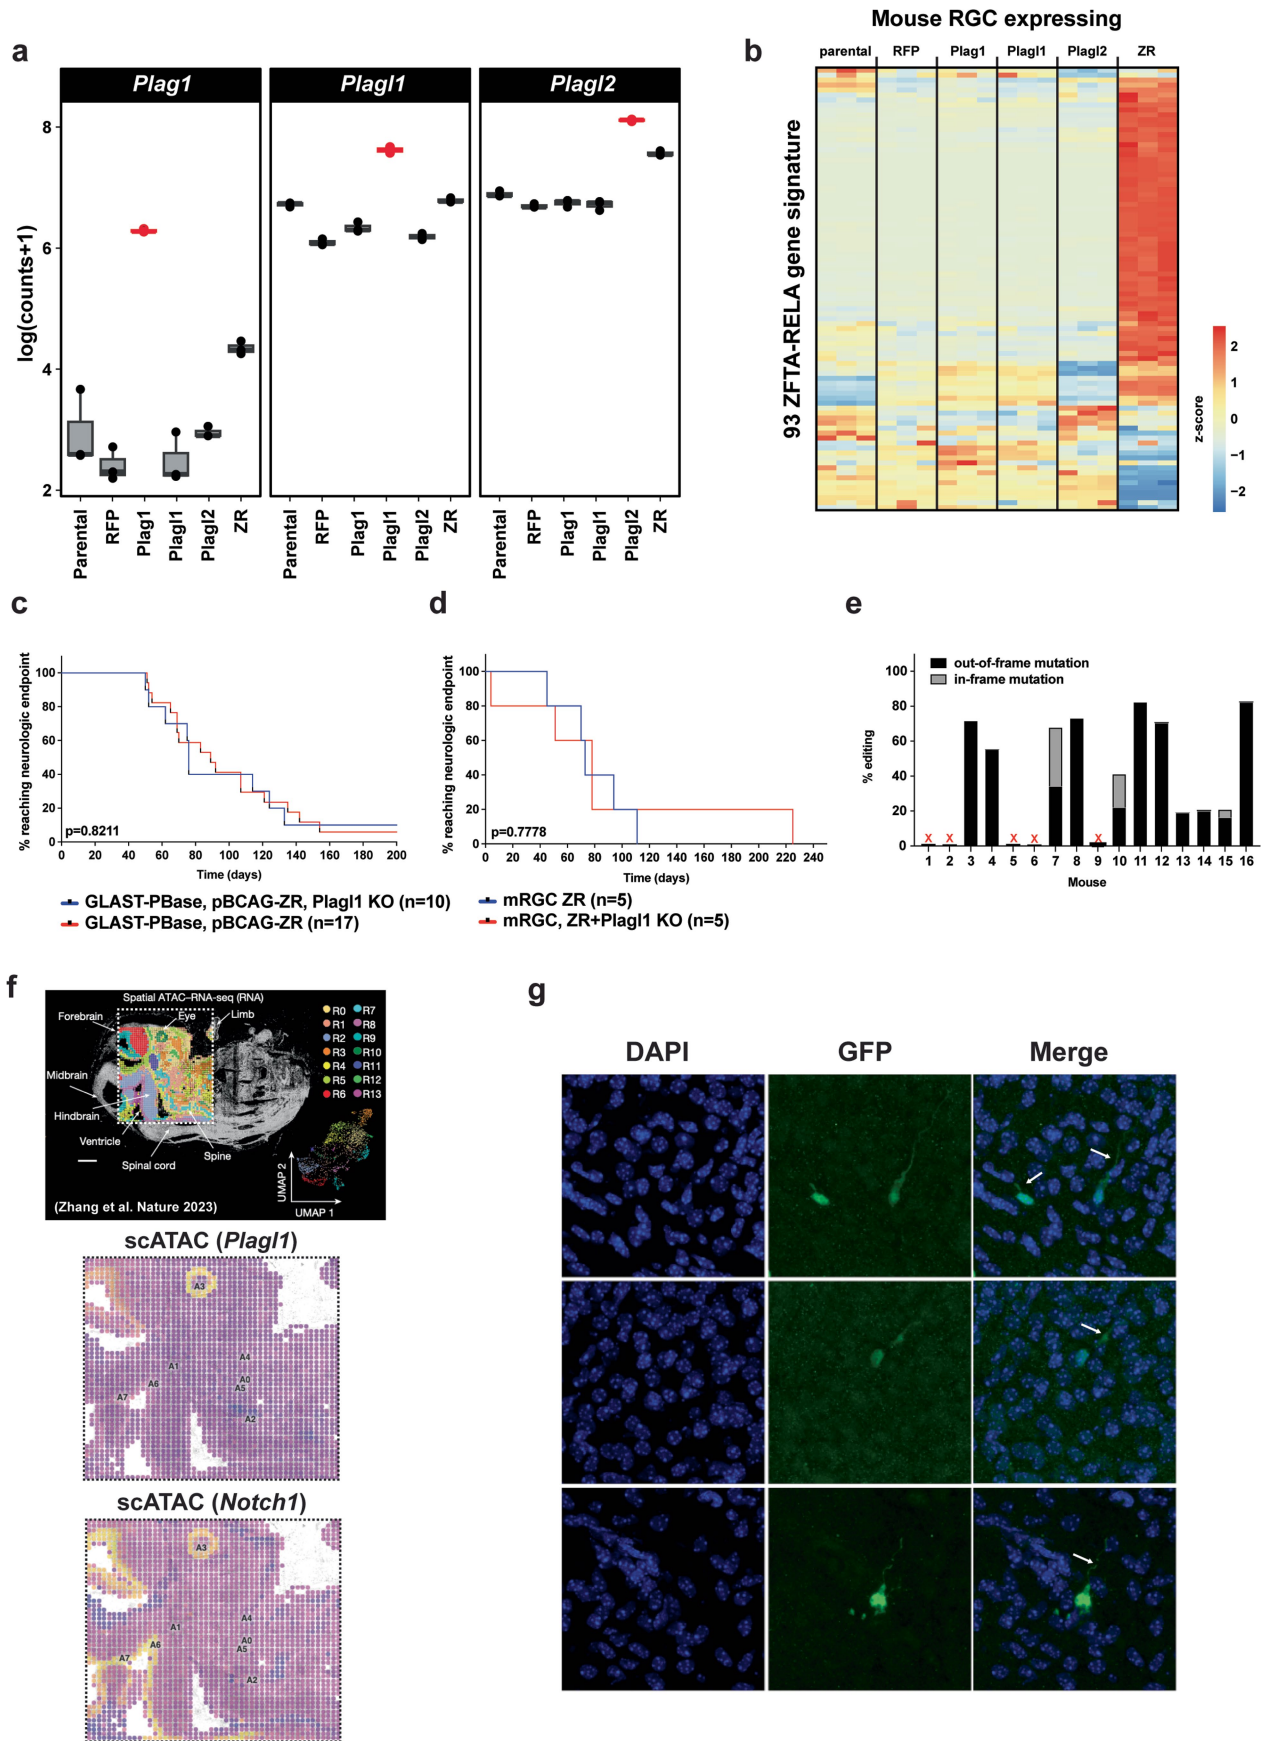 a
Plag1
Plagl1
Plagl2
log(counts+1)
8
6
4
2
Parental
RFP
Plag1
Plagl1
Plagl2
ZR
Parental
RFP
Plag1
Plagl1
Plagl2
ZR
Parental
RFP
Plag1
Plagl1
Plagl2
ZR
b
Mouse RGC expressing
parental
RFP
Plag1
Plagl1
Plagl2
ZR
93 ZFTA-RELA gene signature
z-score
2
1
0
−1
−2
c
% reaching neurologic endpoint
100
80
60
40
20
0
p=0.8211
0 20 40 60 80 100 120 140 160 180 200
Time (days)
GLAST-PBase, pBCAG-ZR, Plagl1 KO (n=10)
GLAST-PBase, pBCAG-ZR (n=17)
d
% reaching neurologic endpoint
100
80
60
40
20
0
p=0.7778
0 20 40 60 80 100 120 140 160 180 200 220 240
Time (days)
mRGC ZR (n=5)
mRGC, ZR+Plagl1 KO (n=5)
e
% editing
100
80
60
40
20
0
out-of-frame mutation
in-frame mutation
X X X X X
1 2 3 4 5 6 7 8 9 10 11 12 13 14 15 16
Mouse
f
Spatial ATAC–RNA-seq (RNA)
Forebrain
Eye
Limb
Midbrain
Hindbrain
Ventricle
Spinal cord
Spine
R0 R7
R1 R8
R2 R9
R3 R10
R4 R11
R5 R12
R6 R13
UMAP 2
UMAP 1
(Zhang et al. Nature 2023)
scATAC (Plagl1)
A3
A1
A4
A6
A0
A5
A7
A2
scATAC (Notch1)
A3
A4
A1
A6
A0
A5
A7
A2
g
DAPI
GFP
Merge